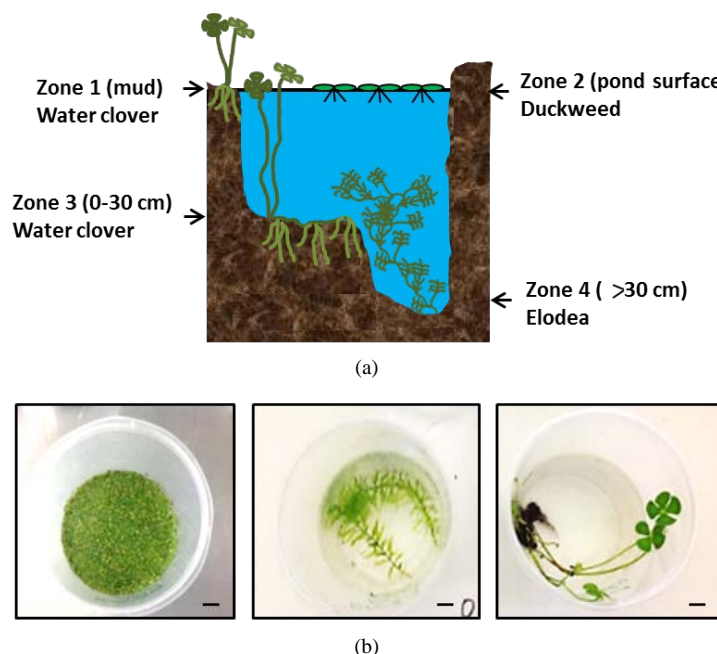 Zone 1 (mud)
Water clover
Zone 2 (pond surface
Duckweed
Zone 3 (0-30 cm)
Water clover
Zone 4 ( >30 cm)
Elodea
(a)
0
(b)